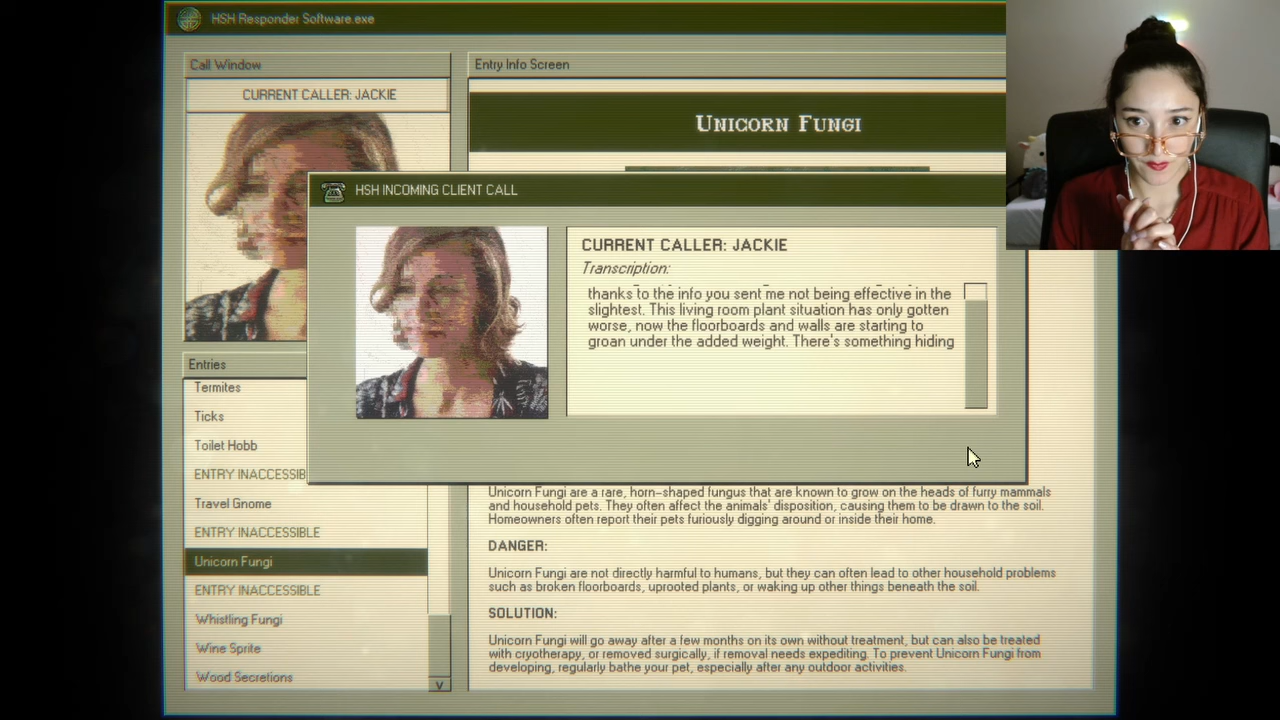 HSH Responder Software.exe
Call Window
CURRENT CALLER: JACKIE
Entry Info Screen
UNICORN FUNGI
HSH INCOMING CLIENT CALL
CURRENT CALLER: JACKIE
Transcription:
thanks to the info you sent me not being effective in the
slightest. This living room plant situation has only gotten
worse, now the floorboards and walls are starting to
groan under the added weight. There's something hiding
Entries
Termites
Ticks
Toilet Hobb
ENTRY INACCESSIB
Travel Gnome
ENTRY INACCESSIBLE
Unicorn Fungi
ENTRY INACCESSIBLE
Whistling Fungi
Wine Sprite
Wood Secretions
Unicorn Fungi are a rare, horn-shaped fungus that are known to grow on the heads of furry mammals
and household pets. They often affect the animals' disposition, causing them to be drawn to the soil.
Homeowners often report their pets furiously digging around or inside their home.
DANGER:
Unicorn Fungi are not directly harmful to humans, but they can often lead to other household problems
such as broken floorboards, uprooted plants, or waking up other things beneath the soil.
SOLUTION:
Unicorn Fungi will go away after a few months on its own without treatment, but can also be treated
with cryotherapy, or removed surgically, if removal needs expediting. To prevent Unicorn Fungi from
developing, regularly bathe your pet, especially after any outdoor activities.